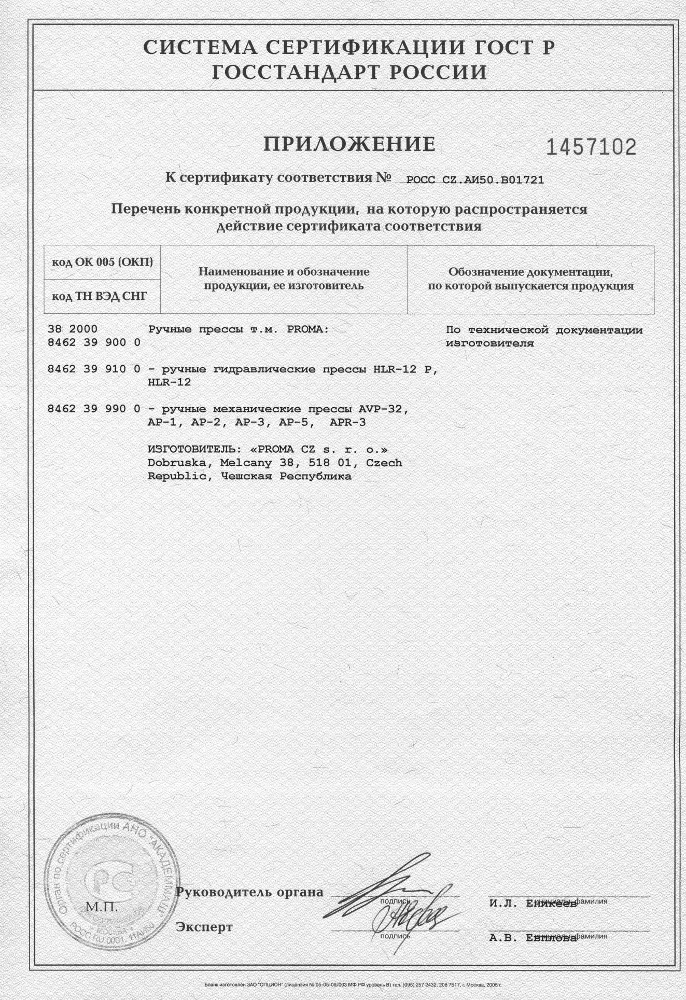 СИСТЕМА СЕРТИФИКАЦИИ ГОСТ Р
ГОССТАНДАРТ РОССИИ
ПРИЛОЖЕНИЕ
1457102
К сертификату соответствия № РОСС CZ.АИ50.В01721
Перечень конкретной продукции, на которую распространяется
действие сертификата соответствия
код ОК 005 (ОКП)
код ТН ВЭД СНГ
Наименование и обозначение
продукции, ее изготовитель
Обозначение документации,
по которой выпускается продукция
38 2000 Ручные прессы т.м. PROMA: По технической документации
8462 39 900 0 изготовителя
8462 39 910 0 – ручные гидравлические прессы HLR-12 P,
HLR-12
8462 39 990 0 – ручные механические прессы AVP-32,
AP-1, AP-2, AP-3, AP-5, APR-3
ИЗГОТОВИТЕЛЬ: «PROMA CZ s. r. o.»
Dobruska, Melcany 38, 518 01, Czech
Republic, Чешская Республика
Орган по сертификации АНО "АКАДЕММАШ"
РС
МОСКВА
М.П.
Руководитель органа
подпись
И.Л. Еникеев
инициалы, фамилия
Эксперт
подпись
А.В. Евплова
инициалы, фамилия
Бланк изготовлен ЗАО "ОПЦИОН" (лицензия № 05-05-09/003 МФ РФ уровень В) тел. (095) 257 2432, 208 7617, г. Москва, 2005 г.